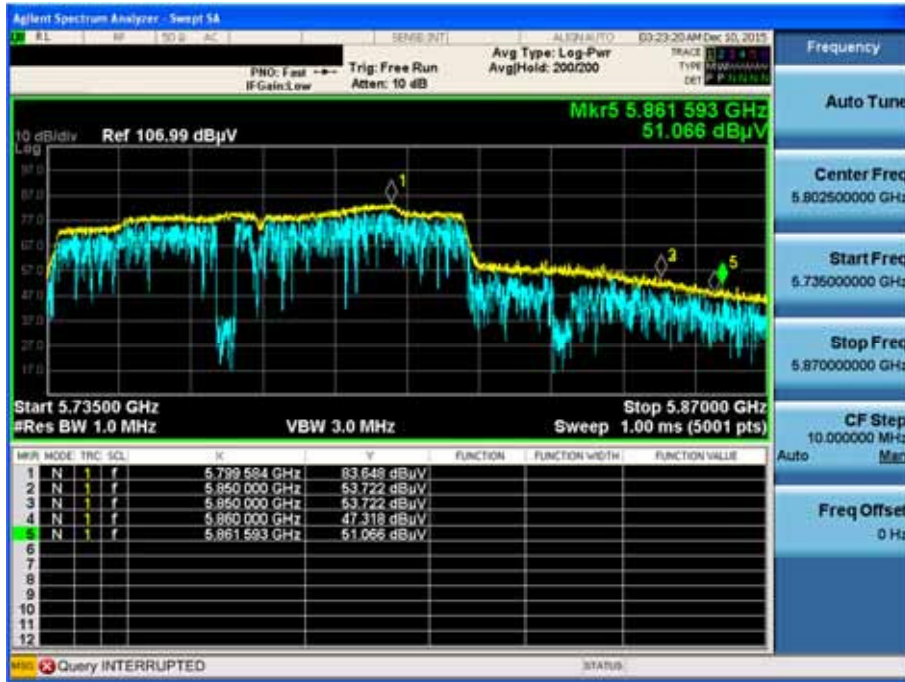 Agilent Spectrum Analyzer - Swept SA
RL RF 50 Ω AC SENSE:INT ALIGN AUTO 03:23:20 AM Dec 10, 2015
PNO: Fast
IFGain:Low
Trig: Free Run
Atten: 10 dB
Avg Type: Log-Pwr
Avg|Hold: 200/200
TRACE 1 2 3 4 5 6
TYPE
DET P P N N N N
Mkr5 5.861 593 GHz
51.066 dBµV
10 dB/div Ref 106.99 dBµV
Log
97.0
87.0
77.0
67.0
57.0
47.0
37.0
27.0
17.0
1
3
5
Start 5.73500 GHz Stop 5.87000 GHz
#Res BW 1.0 MHz VBW 3.0 MHz Sweep 1.00 ms (5001 pts)
MKR MODE TRC SCL X Y FUNCTION FUNCTION WIDTH FUNCTION VALUE
1 N 1 f 5.799 584 GHz 83.648 dBµV
2 N 1 f 5.850 000 GHz 53.722 dBµV
3 N 1 f 5.850 000 GHz 53.722 dBµV
4 N 1 f 5.860 000 GHz 47.318 dBµV
5 N 1 f 5.861 593 GHz 51.066 dBµV
6
7
8
9
10
11
12
MSG Query INTERRUPTED STATUS
Frequency
Auto Tune
Center Freq
5.802500000 GHz
Start Freq
5.735000000 GHz
Stop Freq
5.870000000 GHz
CF Step
10.000000 MHz
Auto Man
Freq Offset
0 Hz